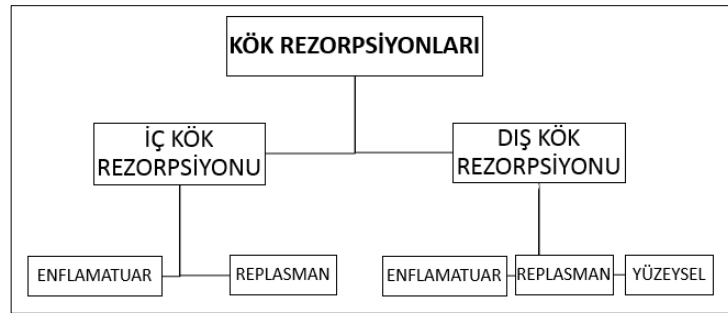 KÖK REZORPSİYONLARI
İÇ KÖK
REZORPSİYONU
DIŞ KÖK
REZORPSİYONU
ENFLAMATUAR
REPLASMAN
ENFLAMATUAR
REPLASMAN
YÜZEYSEL